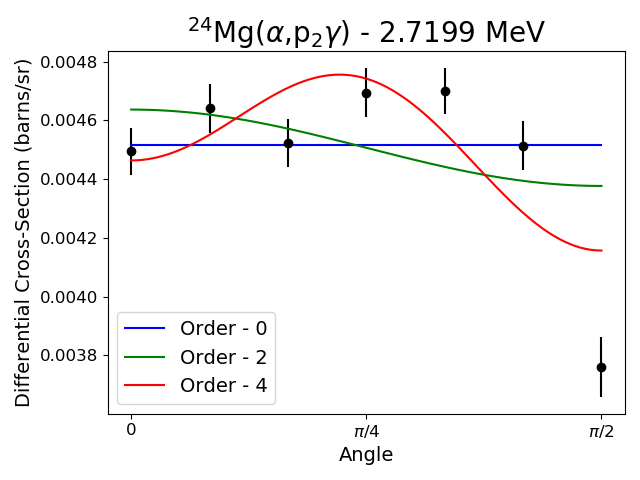 ²⁴Mg(α,p₂γ) - 2.7199 MeV
Differential Cross-Section (barns/sr)
0.0048
0.0046
0.0044
0.0042
0.0040
0.0038
Order - 0
Order - 2
Order - 4
0
π/4
π/2
Angle